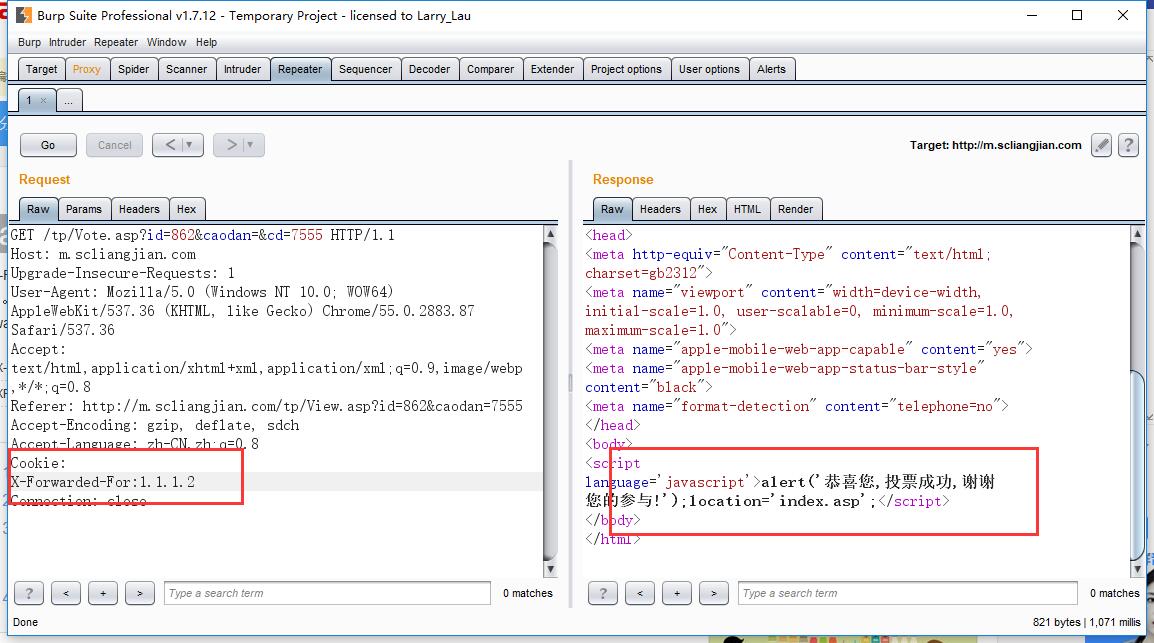 Burp Suite Professional v1.7.12 - Temporary Project - licensed to Larry_Lau
Burp Intruder Repeater Window Help
Target Proxy Spider Scanner Intruder Repeater Sequencer Decoder Comparer Extender Project options User options Alerts
1 × ...
Go Cancel < > Target: http://m.scliangjian.com ?
Request
Raw Params Headers Hex
GET /tp/Vote.asp?id=862&caodan=&cd=7555 HTTP/1.1
Host: m.scliangjian.com
Upgrade-Insecure-Requests: 1
User-Agent: Mozilla/5.0 (Windows NT 10.0; WOW64)
AppleWebKit/537.36 (KHTML, like Gecko) Chrome/55.0.2883.87
Safari/537.36
Accept:
text/html,application/xhtml+xml,application/xml;q=0.9,image/webp
,*/*;q=0.8
Referer: http://m.scliangjian.com/tp/View.asp?id=862&caodan=7555
Accept-Encoding: gzip, deflate, sdch
Accept-Language: zh-CN,zh;q=0.8
Cookie:
X-Forwarded-For:1.1.1.2
Connection: close
? < + > Type a search term 0 matches
Response
Raw Headers Hex HTML Render
<head>
<meta http-equiv="Content-Type" content="text/html;
charset=gb2312">
<meta name="viewport" content="width=device-width,
initial-scale=1.0, user-scalable=0, minimum-scale=1.0,
maximum-scale=1.0">
<meta name="apple-mobile-web-app-capable" content="yes">
<meta name="apple-mobile-web-app-status-bar-style"
content="black">
<meta name="format-detection" content="telephone=no">
</head>
<body>
<script
language='javascript'>alert('恭喜您,投票成功,谢谢
您的参与!');location='index.asp';</script>
</body>
</html>
? < + > Type a search term 0 matches
Done 821 bytes | 1,071 millis